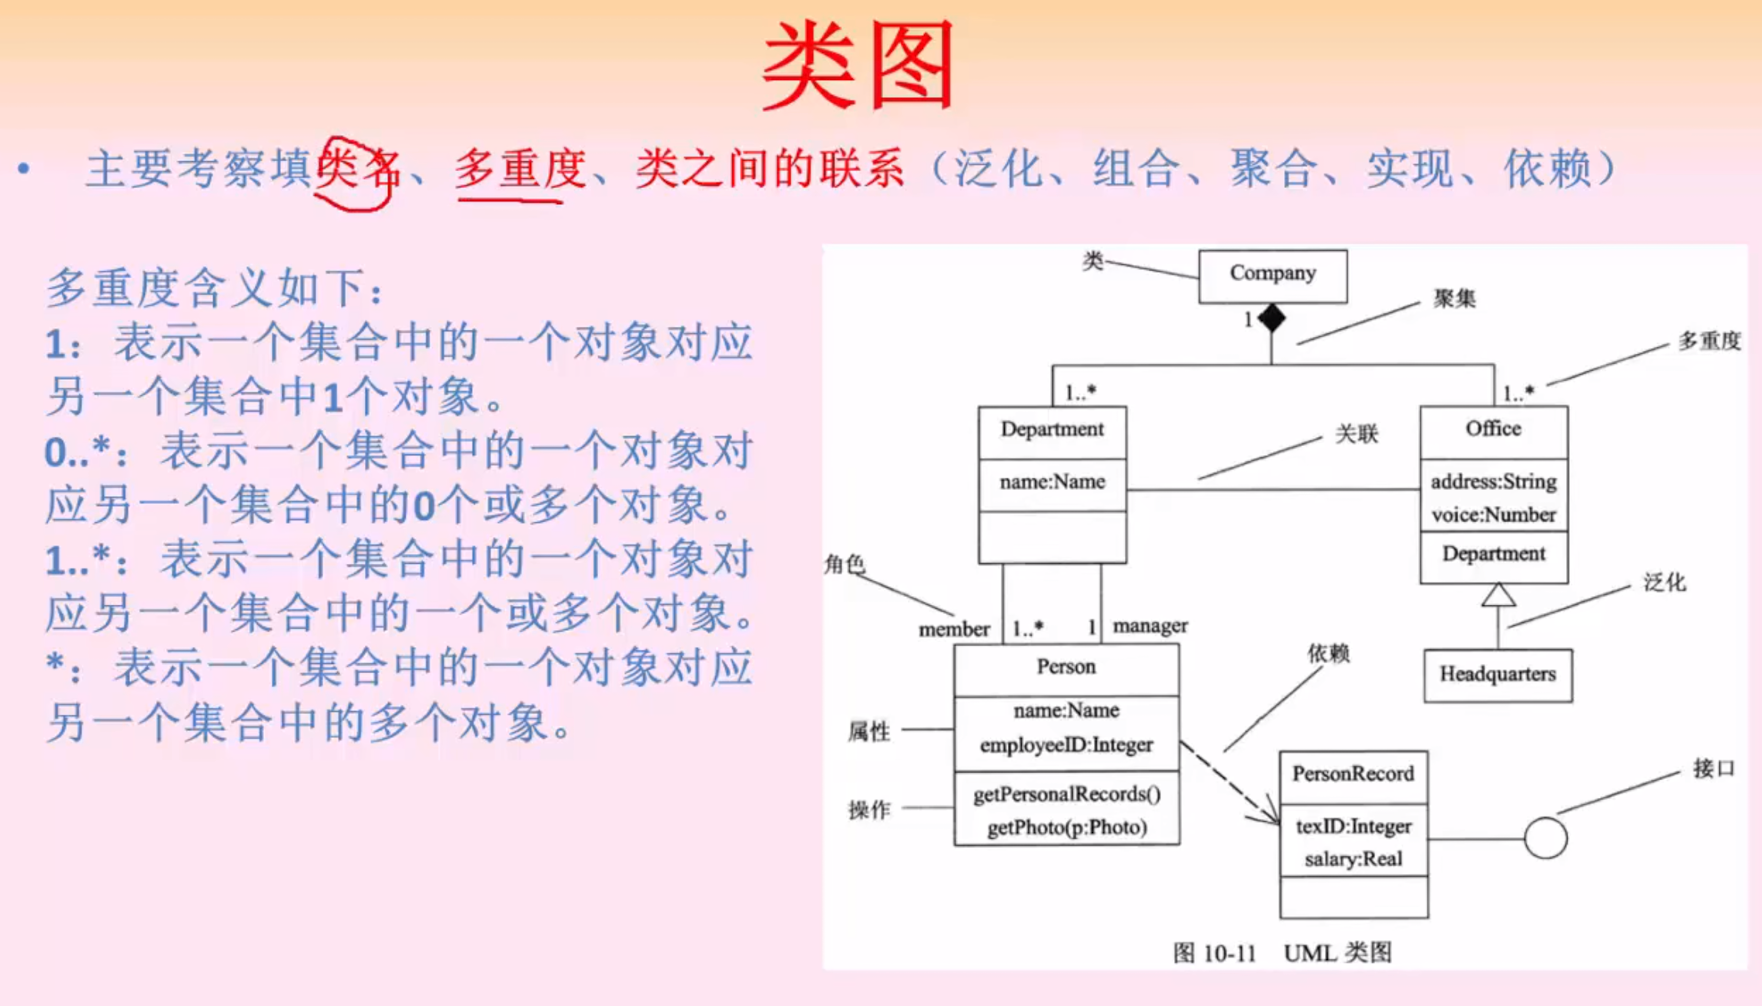 类图
• 主要考察填类名、多重度、类之间的联系（泛化、组合、聚合、实现、依赖）
多重度含义如下：
1：表示一个集合中的一个对象对应
另一个集合中1个对象。
0..*：表示一个集合中的一个对象对
应另一个集合中的0个或多个对象。
1..*：表示一个集合中的一个对象对
应另一个集合中的一个或多个对象。
*：表示一个集合中的一个对象对应
另一个集合中的多个对象。
类
Company
聚集
1
多重度
1..*
1..*
Department
关联
Office
name:Name
address:String
voice:Number
Department
角色
泛化
member
1..*
1
manager
依赖
Person
Headquarters
name:Name
属性
employeeID:Integer
接口
PersonRecord
getPersonalRecords()
操作
getPhoto(p:Photo)
texID:Integer
salary:Real
图 10-11 UML 类图